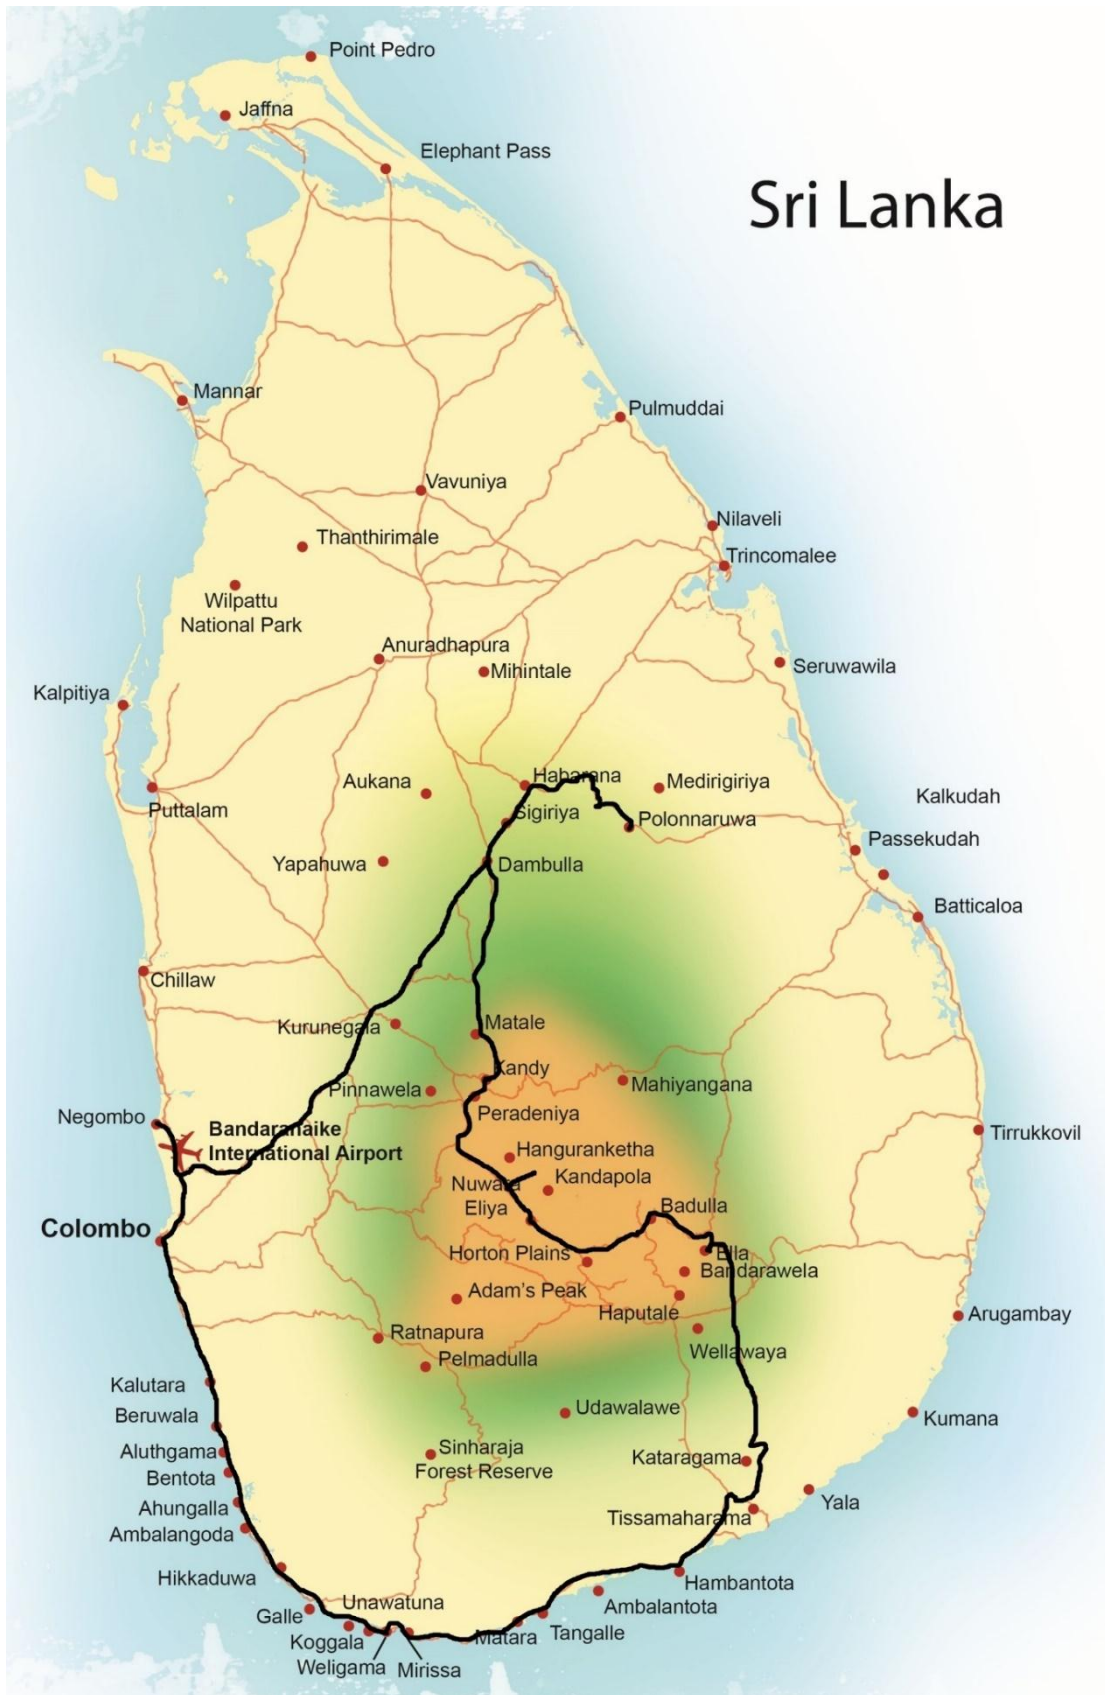 Point Pedro
Jaffna
Elephant Pass
Sri Lanka
Mannar
Pulmuddai
Vavuniya
Nilaveli
Thanthirimale
Trincomalee
Wilpattu
National Park
Anuradhapura
Mihintale
Seruwawila
Kalpitiya
Habarana
Aukana
Medirigiriya
Kalkudah
Puttalam
Sigiriya
Polonnaruwa
Passekudah
Yapahuwa
Dambulla
Batticaloa
Chillaw
Kurunegala
Matale
Kandy
Pinnawela
Mahiyangana
Negombo
Peradeniya
Bandaranaike
International Airport
Tirrukkovil
Hanguranketha
Kandapola
Nuwara
Eliya
Badulla
Colombo
Horton Plains
Ella
Bandarawela
Adam's Peak
Haputale
Arugambay
Ratnapura
Wellawaya
Pelmadulla
Kalutara
Udawalawe
Beruwala
Kumana
Aluthgama
Sinharaja
Forest Reserve
Kataragama
Bentota
Yala
Ahungalla
Tissamaharama
Ambalangoda
Hikkaduwa
Hambantota
Unawatuna
Ambalantota
Galle
Koggala
Matara
Tangalle
Weligama
Mirissa